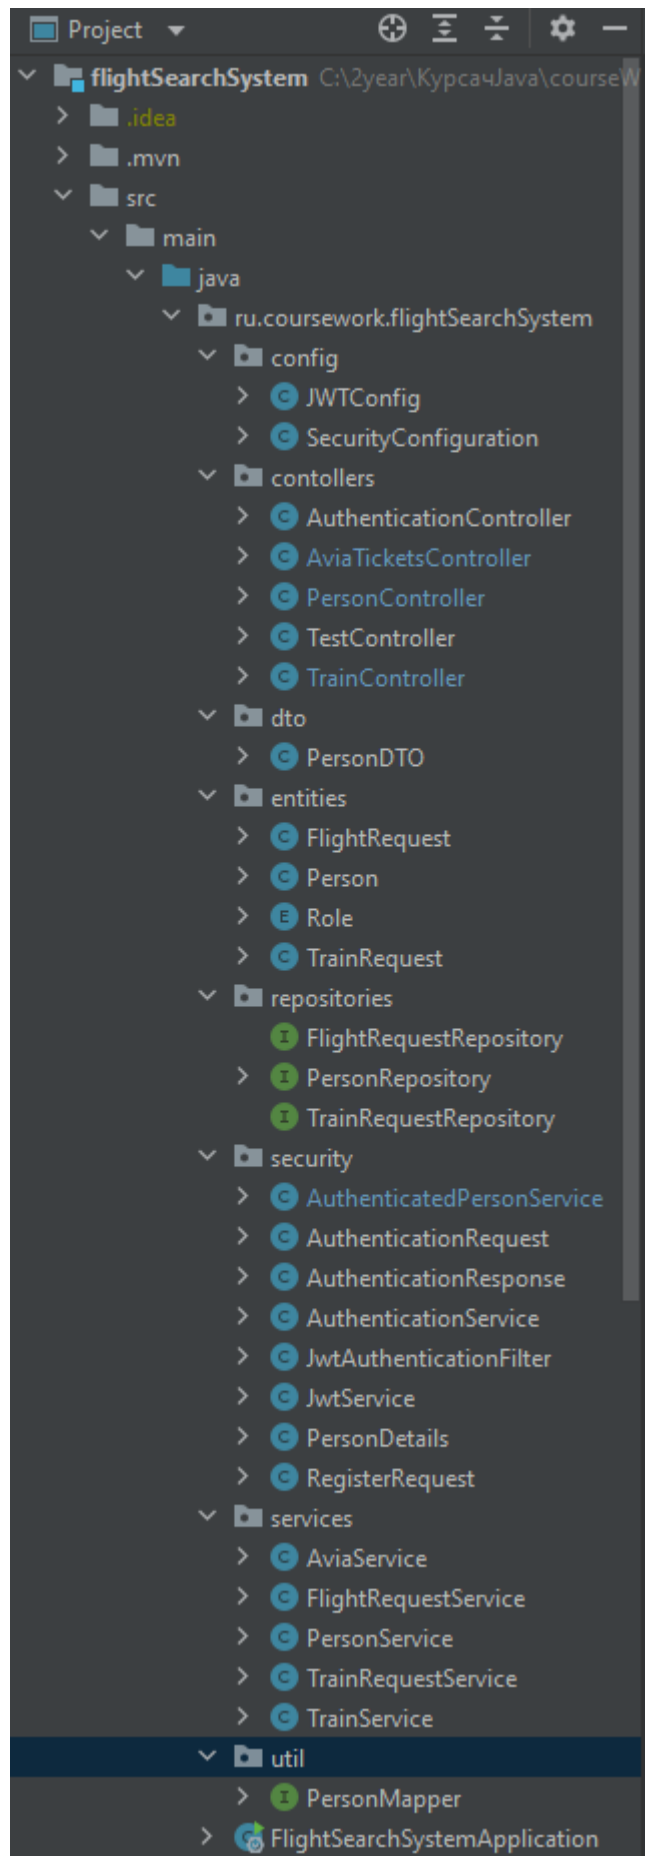 Project
flightSearchSystem C:\2year\КурсачJava\courseW
.idea
.mvn
src
main
java
ru.coursework.flightSearchSystem
config
C JWTConfig
C SecurityConfiguration
contollers
C AuthenticationController
C AviaTicketsController
C PersonController
C TestController
C TrainController
dto
C PersonDTO
entities
C FlightRequest
C Person
E Role
C TrainRequest
repositories
I FlightRequestRepository
I PersonRepository
I TrainRequestRepository
security
C AuthenticatedPersonService
C AuthenticationRequest
C AuthenticationResponse
C AuthenticationService
C JwtAuthenticationFilter
C JwtService
C PersonDetails
C RegisterRequest
services
C AviaService
C FlightRequestService
C PersonService
C TrainRequestService
C TrainService
util
I PersonMapper
FlightSearchSystemApplication